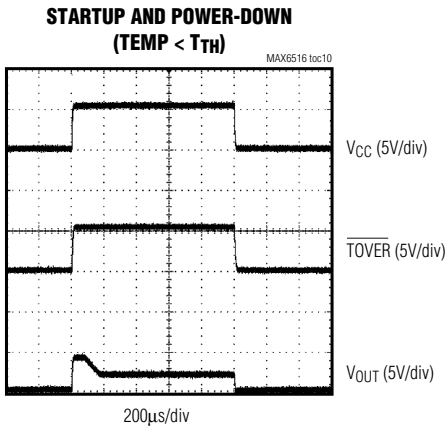 STARTUP AND POWER-DOWN
(TEMP < TTH)
MAX6516 toc10
VCC (5V/div)
TOVER (5V/div)
VOUT (5V/div)
200μs/div